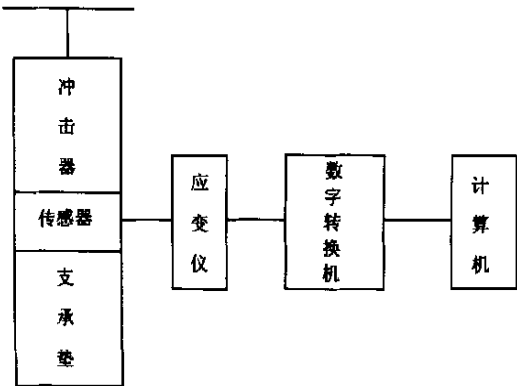 冲击器
传感器
支承垫
应变仪
数字转换机
计算机